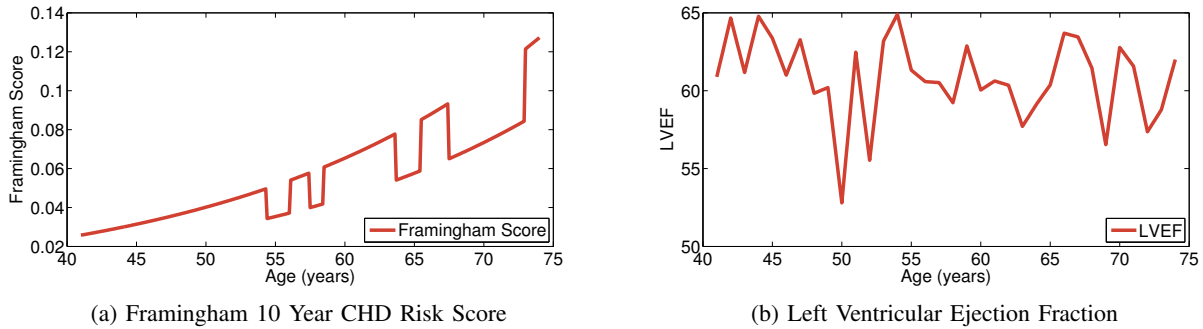 0.14
0.12
0.1
0.08
0.06
0.04
0.02
Framingham Score
40 45 50 55 60 65 70 75
Age (years)
Framingham Score
(a) Framingham 10 Year CHD Risk Score
65
60
55
50
LVEF
40 45 50 55 60 65 70 75
Age (years)
LVEF
(b) Left Ventricular Ejection Fraction